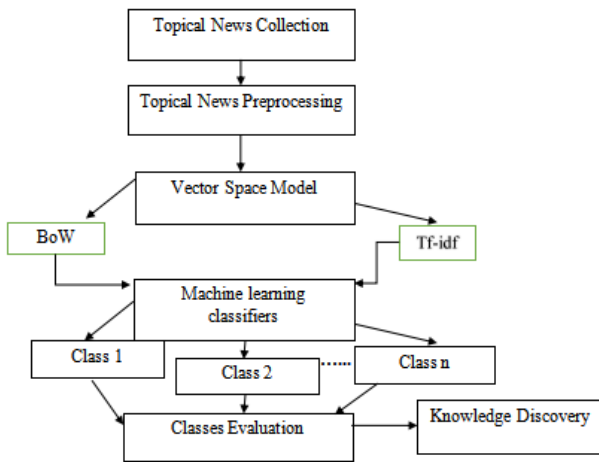 Topical News Collection
Topical News Preprocessing
Vector Space Model
BoW
Tf-idf
Machine learning
classifiers
Class 1
Class 2
......
Class n
Classes Evaluation
Knowledge Discovery